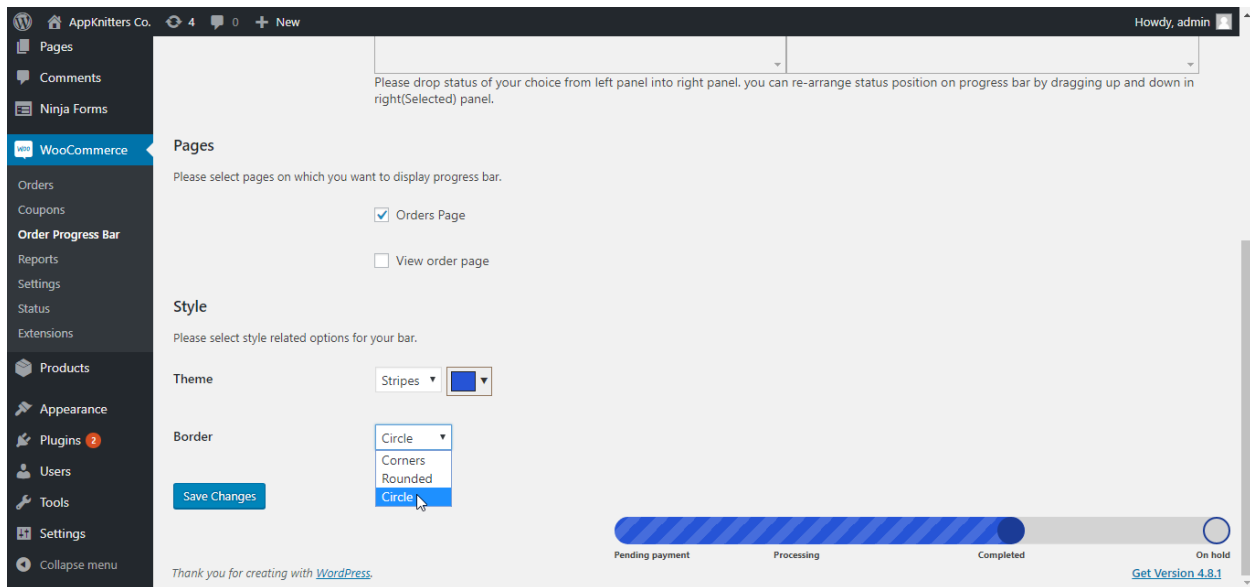 AppKnitters Co. 4 0 New Howdy, admin
Pages
Comments
Ninja Forms
WooCommerce
Orders
Coupons
Order Progress Bar
Reports
Settings
Status
Extensions
Products
Appearance
Plugins 2
Users
Tools
Settings
Collapse menu
Please drop status of your choice from left panel into right panel. you can re-arrange status position on progress bar by dragging up and down in
right(Selected) panel.
Pages
Please select pages on which you want to display progress bar.
Orders Page
View order page
Style
Please select style related options for your bar.
Theme Stripes
Border Circle
Corners
Rounded
Circle
Save Changes
Pending payment Processing Completed On hold
Thank you for creating with WordPress. Get Version 4.8.1